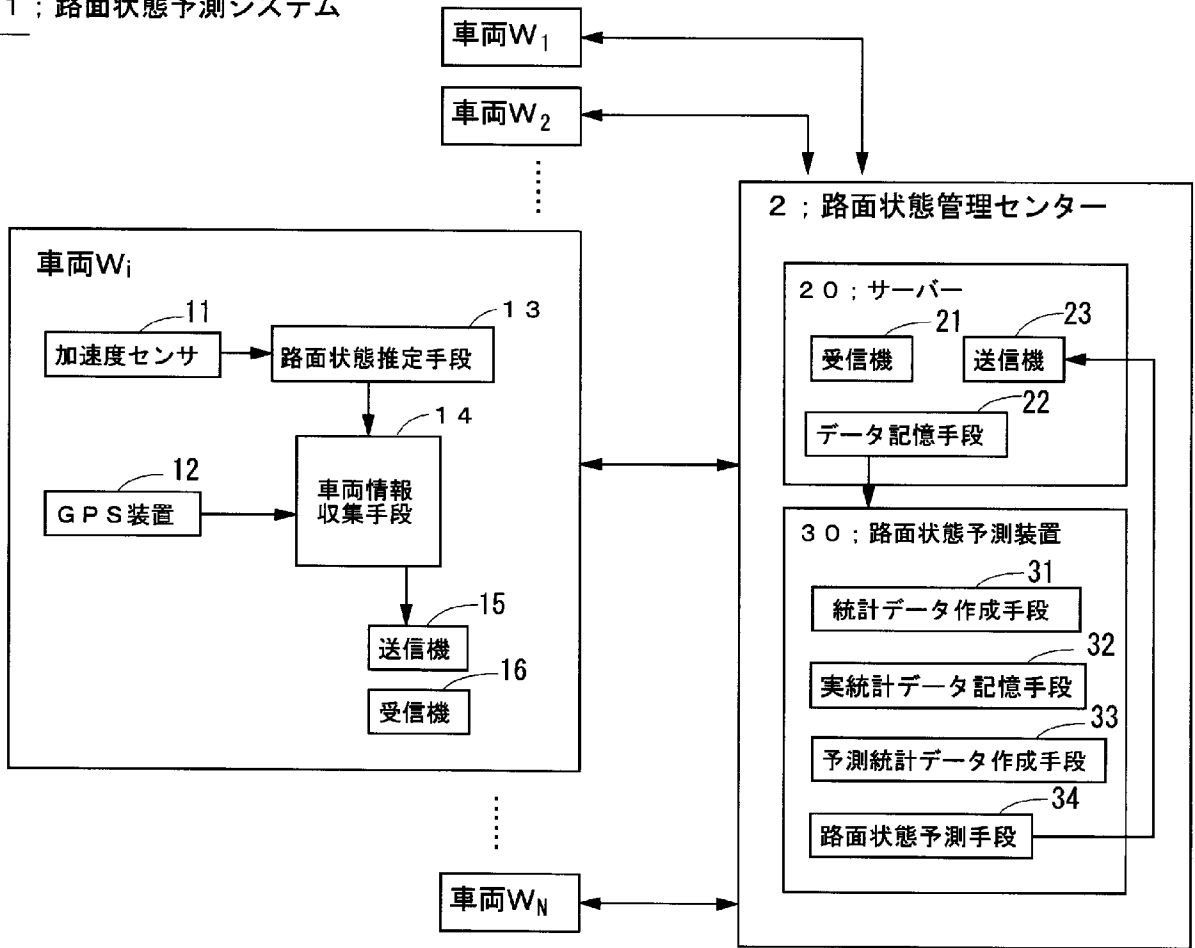 1；路面状態予測システム
車両W1
車両W2
車両Wi
11
加速度センサ
１３
路面状態推定手段
１４
車両情報
収集手段
12
ＧＰＳ装置
15
送信機
16
受信機
車両WN
２；路面状態管理センター
２０；サーバー
21
受信機
23
送信機
22
データ記憶手段
３０；路面状態予測装置
31
統計データ作成手段
32
実統計データ記憶手段
33
予測統計データ作成手段
34
路面状態予測手段